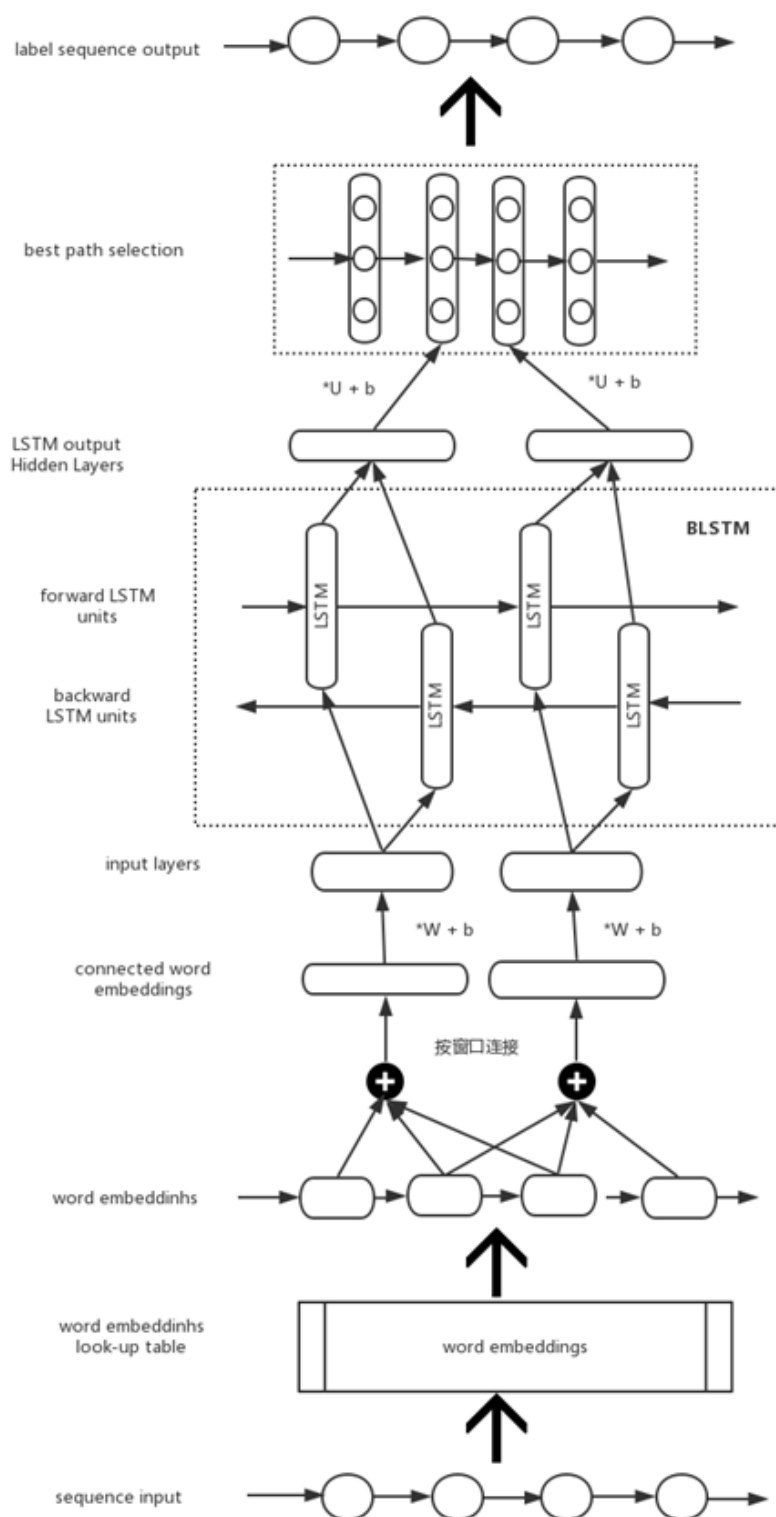 label sequence output
best path selection
*U + b
*U + b
LSTM output
Hidden Layers
BLSTM
LSTM
LSTM
forward LSTM
units
LSTM
LSTM
backward
LSTM units
input layers
*W + b
*W + b
connected word
embeddings
按窗口连接
word embeddinhs
word embeddinhs
look-up table
word embeddings
sequence input